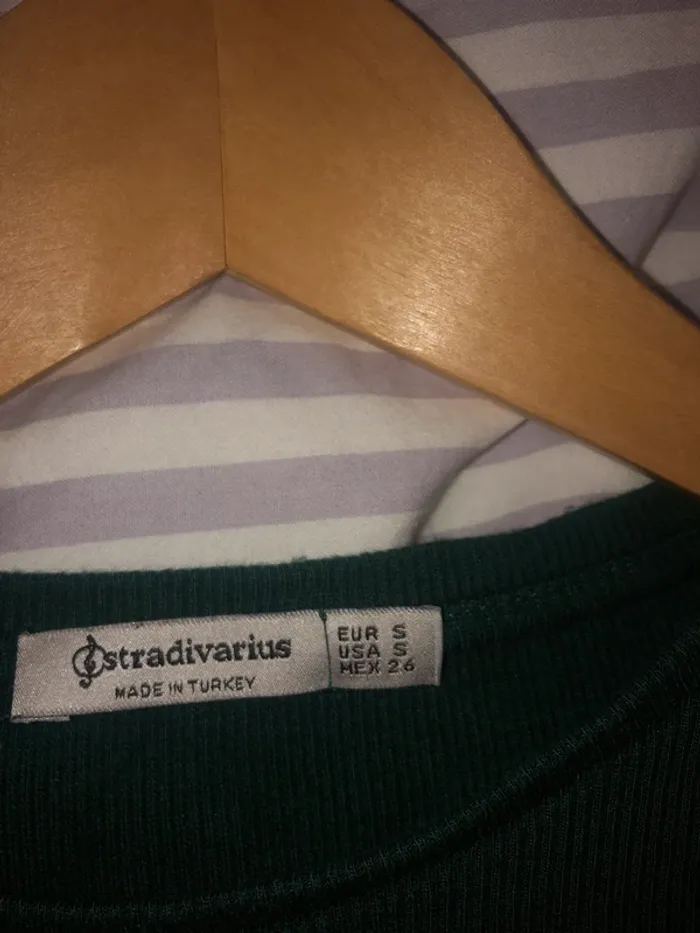 stradivarius
MADE IN TURKEY
EUR S
USA S
MEX 26